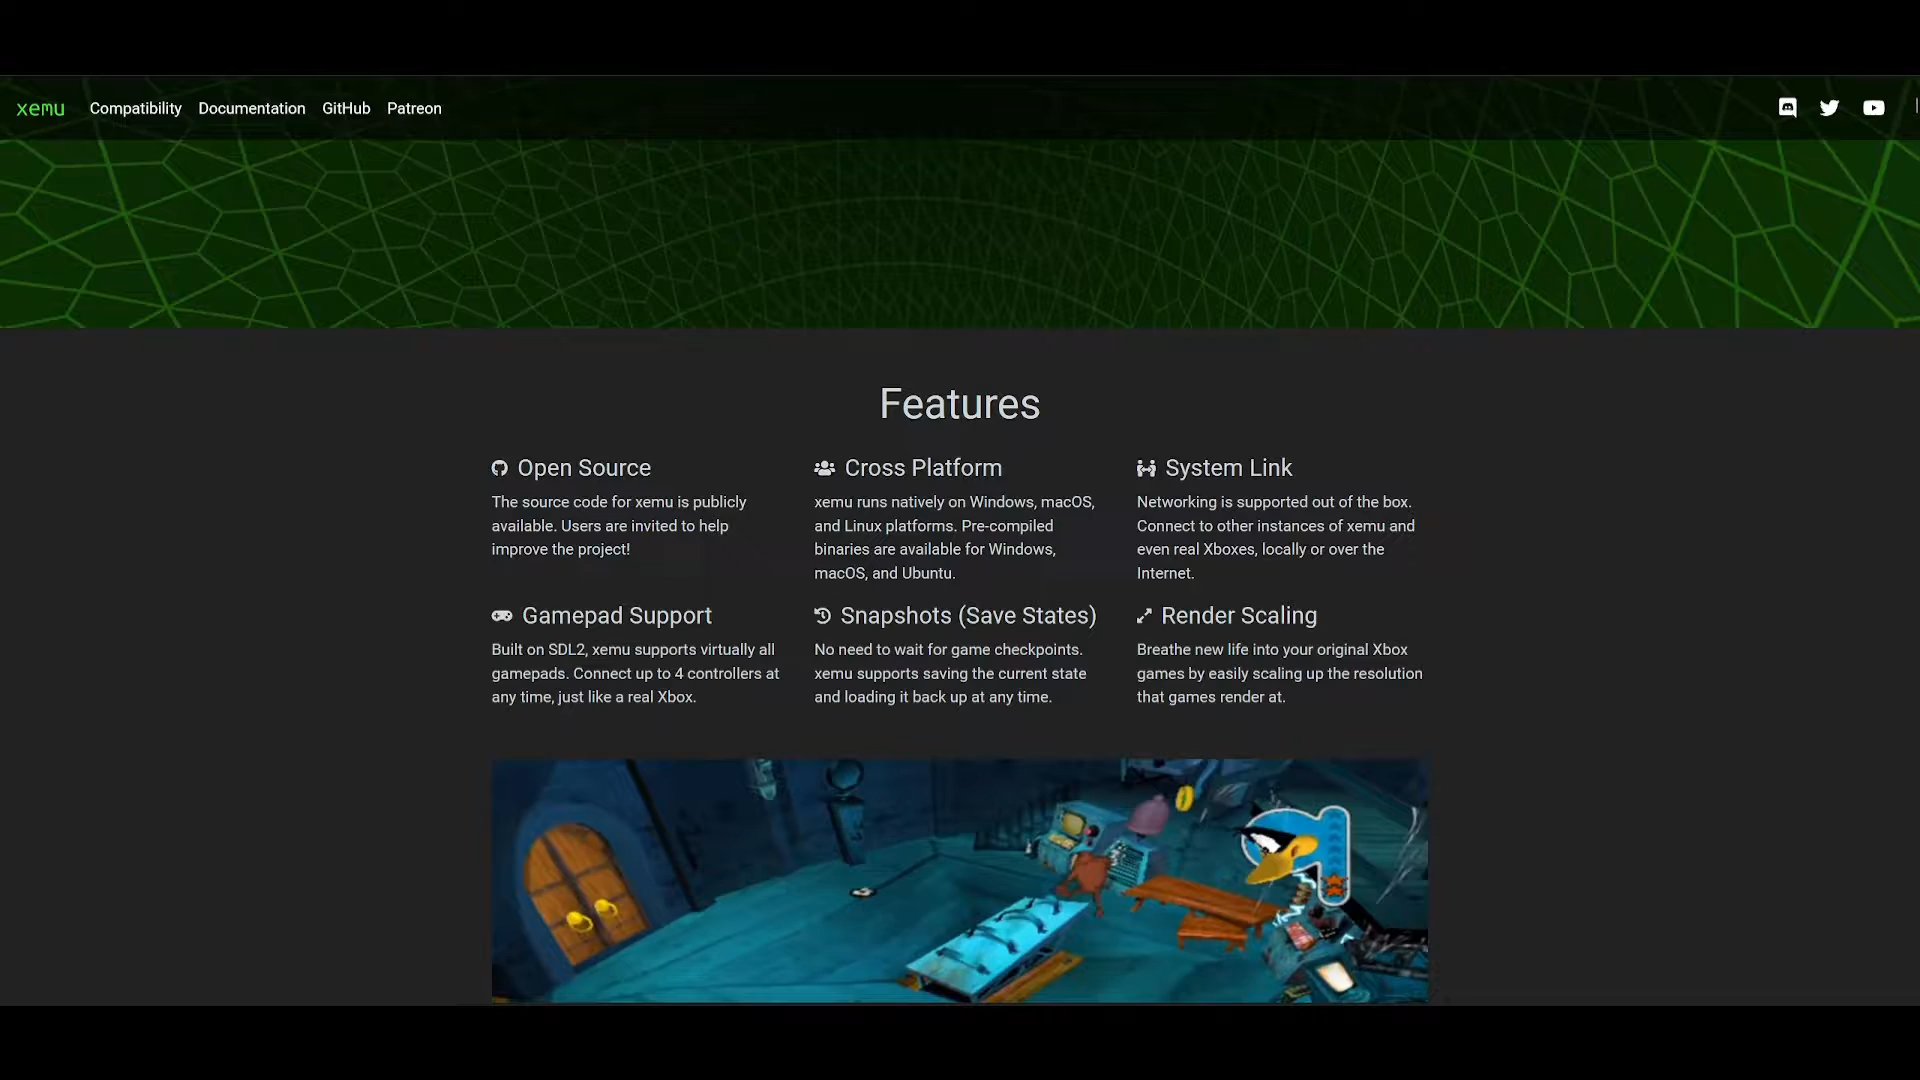 xemu Compatibility Documentation GitHub Patreon
Features
Open Source
The source code for xemu is publicly
available. Users are invited to help
improve the project!
Cross Platform
xemu runs natively on Windows, macOS,
and Linux platforms. Pre-compiled
binaries are available for Windows,
macOS, and Ubuntu.
System Link
Networking is supported out of the box.
Connect to other instances of xemu and
even real Xboxes, locally or over the
Internet.
Gamepad Support
Built on SDL2, xemu supports virtually all
gamepads. Connect up to 4 controllers at
any time, just like a real Xbox.
Snapshots (Save States)
No need to wait for game checkpoints.
xemu supports saving the current state
and loading it back up at any time.
Render Scaling
Breathe new life into your original Xbox
games by easily scaling up the resolution
that games render at.